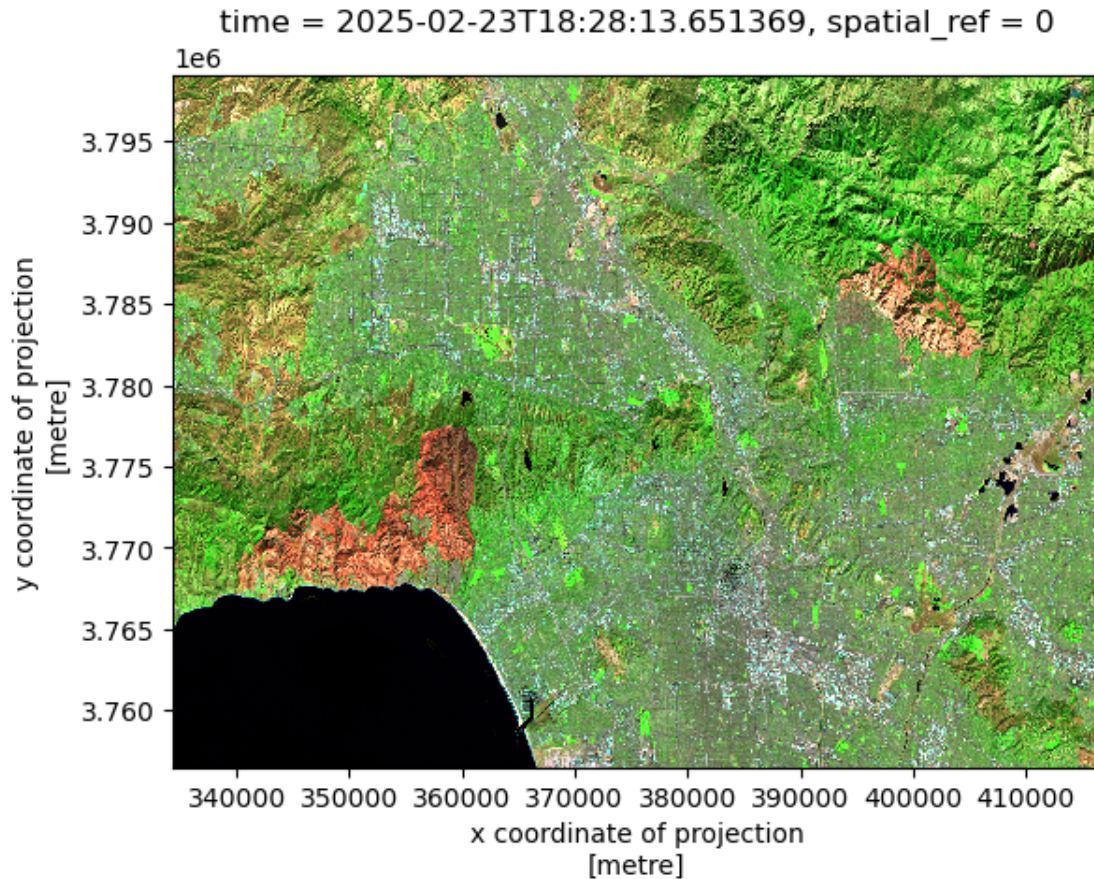 time = 2025-02-23T18:28:13.651369, spatial_ref = 0
1e6
3.795
3.790
3.785
3.780
3.775
3.770
3.765
3.760
y coordinate of projection
[metre]
340000 350000 360000 370000 380000 390000 400000 410000
x coordinate of projection
[metre]